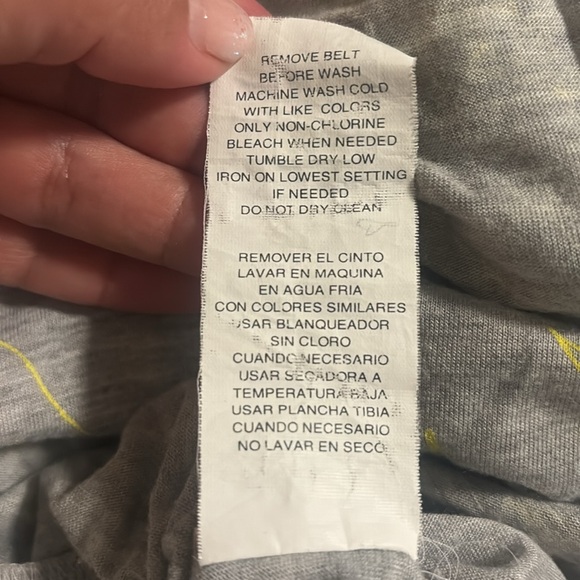 REMOVE BELT
BEFORE WASH
MACHINE WASH COLD
WITH LIKE COLORS
ONLY NON-CHLORINE
BLEACH WHEN NEEDED
TUMBLE DRY LOW
IRON ON LOWEST SETTING
IF NEEDED
DO NOT DRY CLEAN
REMOVER EL CINTO
LAVAR EN MAQUINA
EN AGUA FRIA
CON COLORES SIMILARES
USAR BLANQUEADOR
SIN CLORO
CUANDO NECESARIO
USAR SECADORA A
TEMPERATURA BAJA
USAR PLANCHA TIBIA
CUANDO NECESARIO
NO LAVAR EN SECO